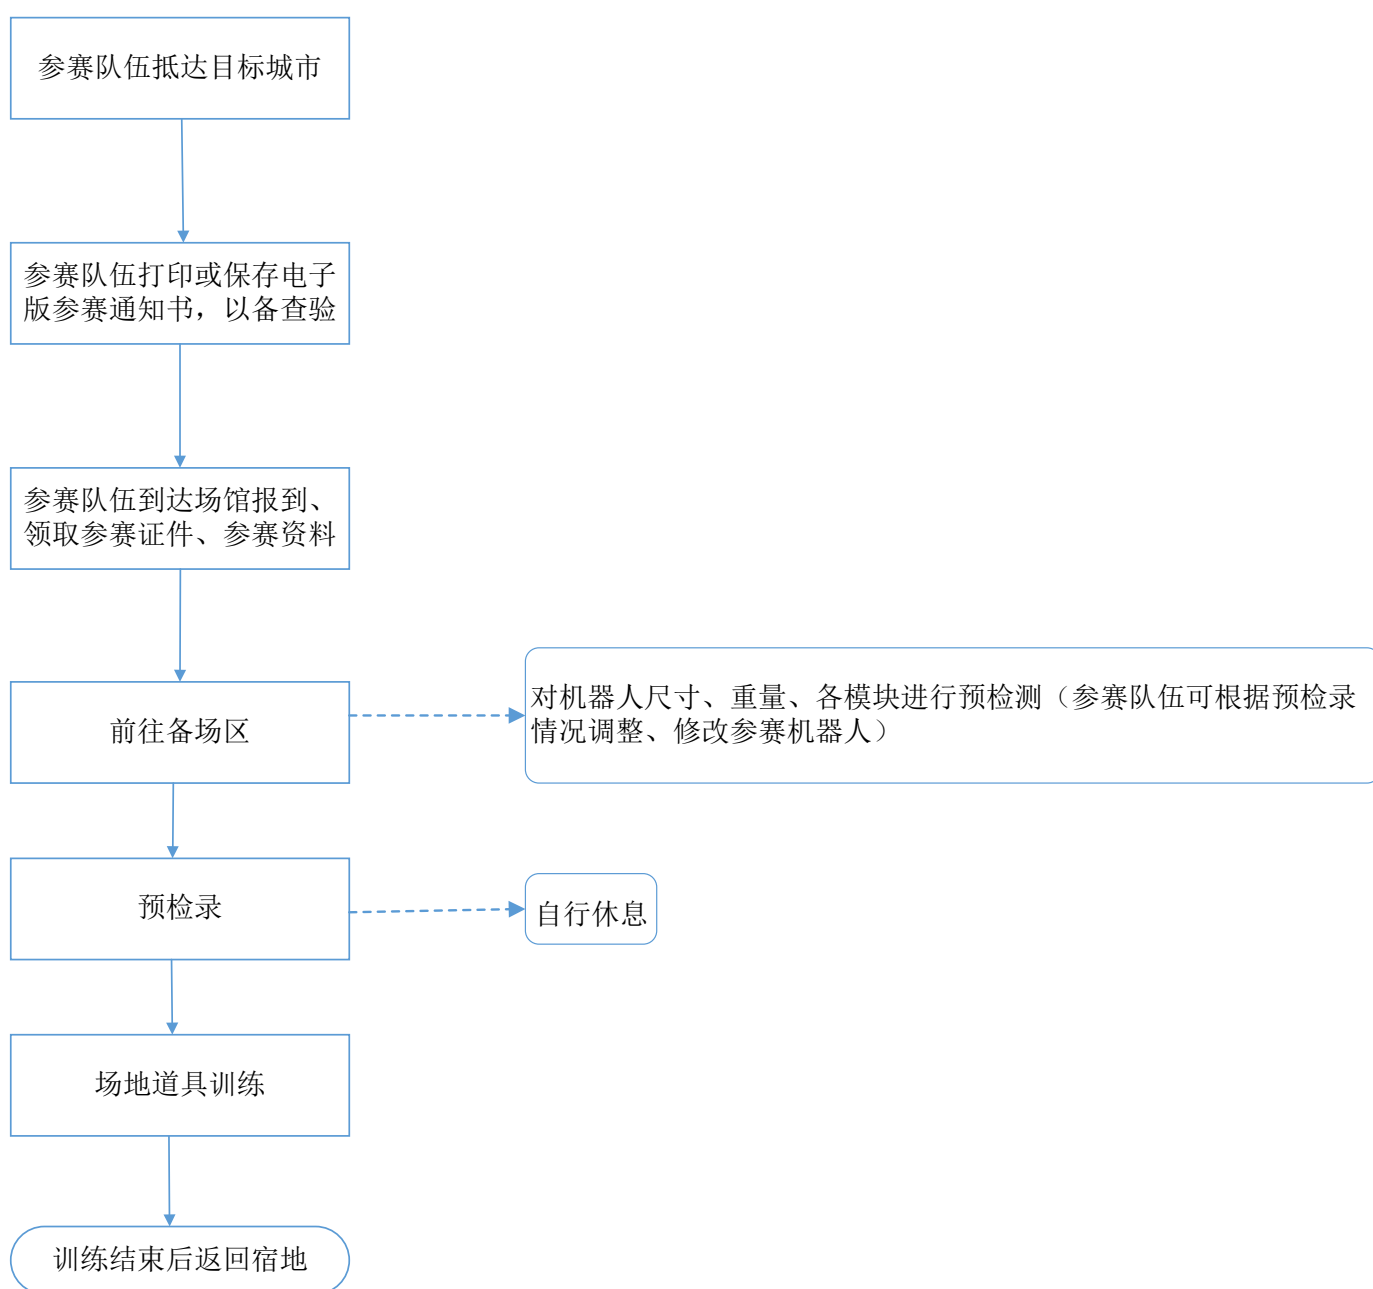 参赛队伍抵达目标城市
参赛队伍打印或保存电子
版参赛通知书，以备查验
参赛队伍到达场馆报到、
领取参赛证件、参赛资料
前往备场区
对机器人尺寸、重量、各模块进行预检测（参赛队伍可根据预检录
情况调整、修改参赛机器人）
预检录
自行休息
场地道具训练
训练结束后返回宿地